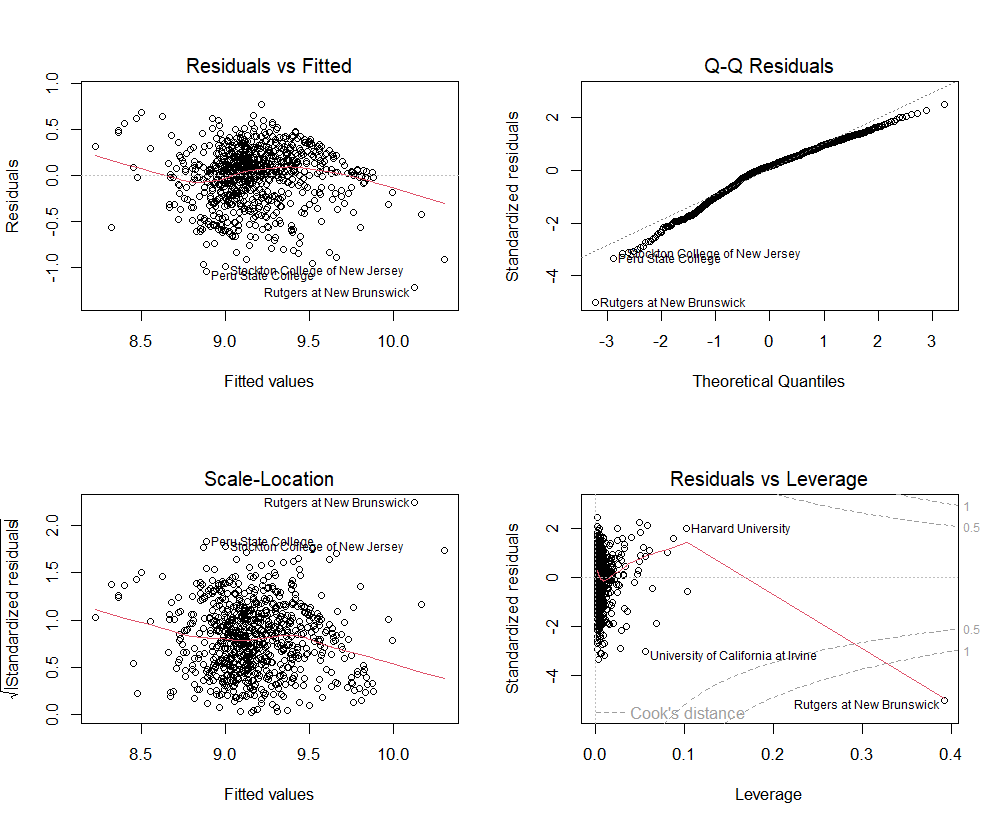 Residuals vs Fitted
Residuals
1.0
0.5
0.0
-0.5
-1.0
Stockton College of New Jersey
Peru State College
Rutgers at New Brunswick
8.5 9.0 9.5 10.0
Fitted values
Q-Q Residuals
Standardized residuals
2
0
-2
-4
Stockton College of New Jersey
Peru State College
Rutgers at New Brunswick
-3 -2 -1 0 1 2 3
Theoretical Quantiles
Scale-Location
√|Standardized residuals|
2.0
1.5
1.0
0.5
0.0
Rutgers at New Brunswick
Peru State College
Stockton College of New Jersey
8.5 9.0 9.5 10.0
Fitted values
Residuals vs Leverage
Standardized residuals
2
0
-2
-4
1
0.5
0.5
1
Harvard University
University of California at Irvine
Rutgers at New Brunswick
Cook's distance
0.0 0.1 0.2 0.3 0.4
Leverage